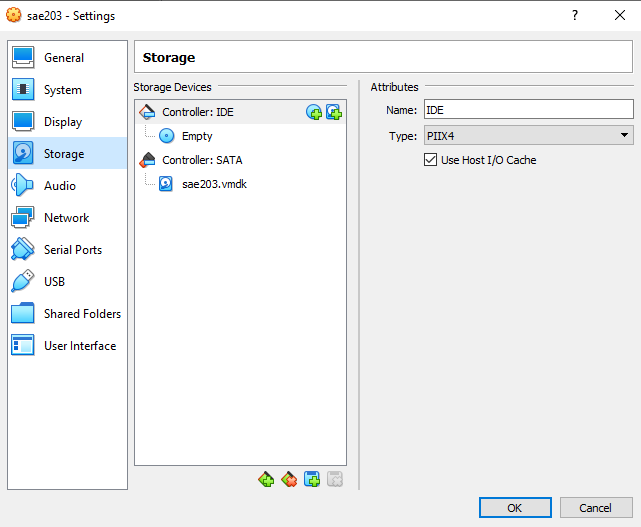 sae203 - Settings
?
General
System
Display
Storage
Audio
Network
Serial Ports
USB
Shared Folders
User Interface
Storage
Storage Devices
Controller: IDE
Empty
Controller: SATA
sae203.vmdk
Attributes
Name: IDE
Type: PIIX4
Use Host I/O Cache
OK Cancel